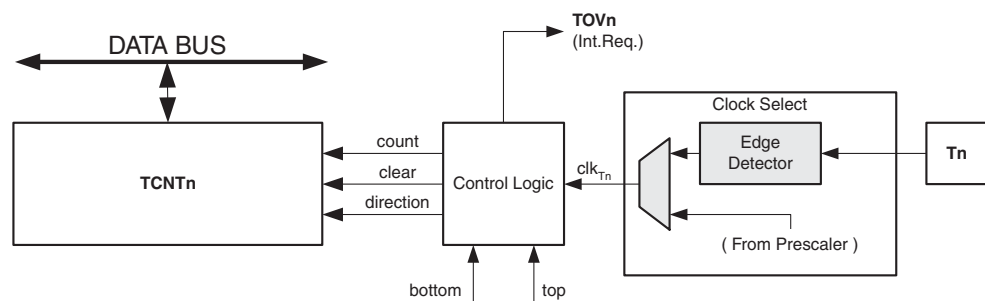 TOVn
(Int.Req.)
DATA BUS
Clock Select
count
Edge
Detector
Tn
TCNTn
clear
Control Logic
clkTn
direction
( From Prescaler )
bottom
top